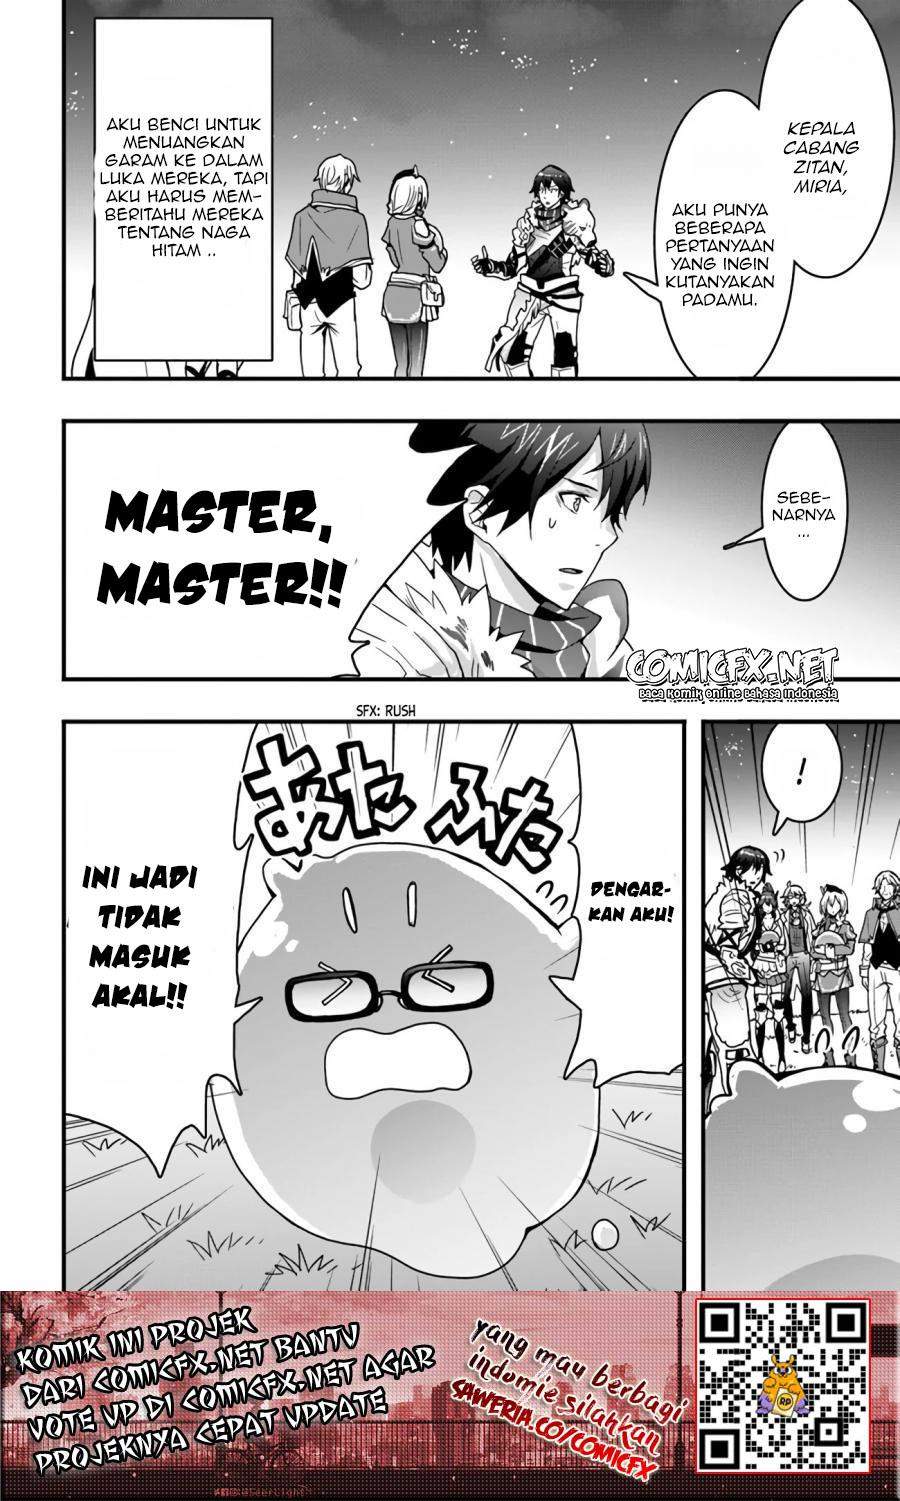 KEPALA
CABANG
ZITAN,
MIRIA,
AKU PUNYA
BEBERAPA
PERTANYAAN
YANG INGIN
KUTANYAKAN
PADAMU.
AKU BENCI UNTUK
MENUANGKAN
GARAM KE DALAM
LUKA MEREKA, TAPI
AKU HARUS MEM-
BERITAHU MEREKA
TENTANG NAGA
HITAM ..
SEBE-
NARNYA
...
MASTER,
MASTER!!
COMICFX.NET
Baca Komik Online Bahasa Indonesia
SFX: RUSH
!
あたふた
DENGAR-
KAN AKU!
INI JADI
TIDAK
MASUK
AKAL!!
KOMIK INI PROJEK
DARI COMICFX.NET BANTU
VOTE UP DI COMICFX.NET AGAR
PROJEKNYA CEPAT UPDATE
yang mau berbagi
indomie silahkan
SAWERIA.CO/COMICFX
RP
@SeerLight